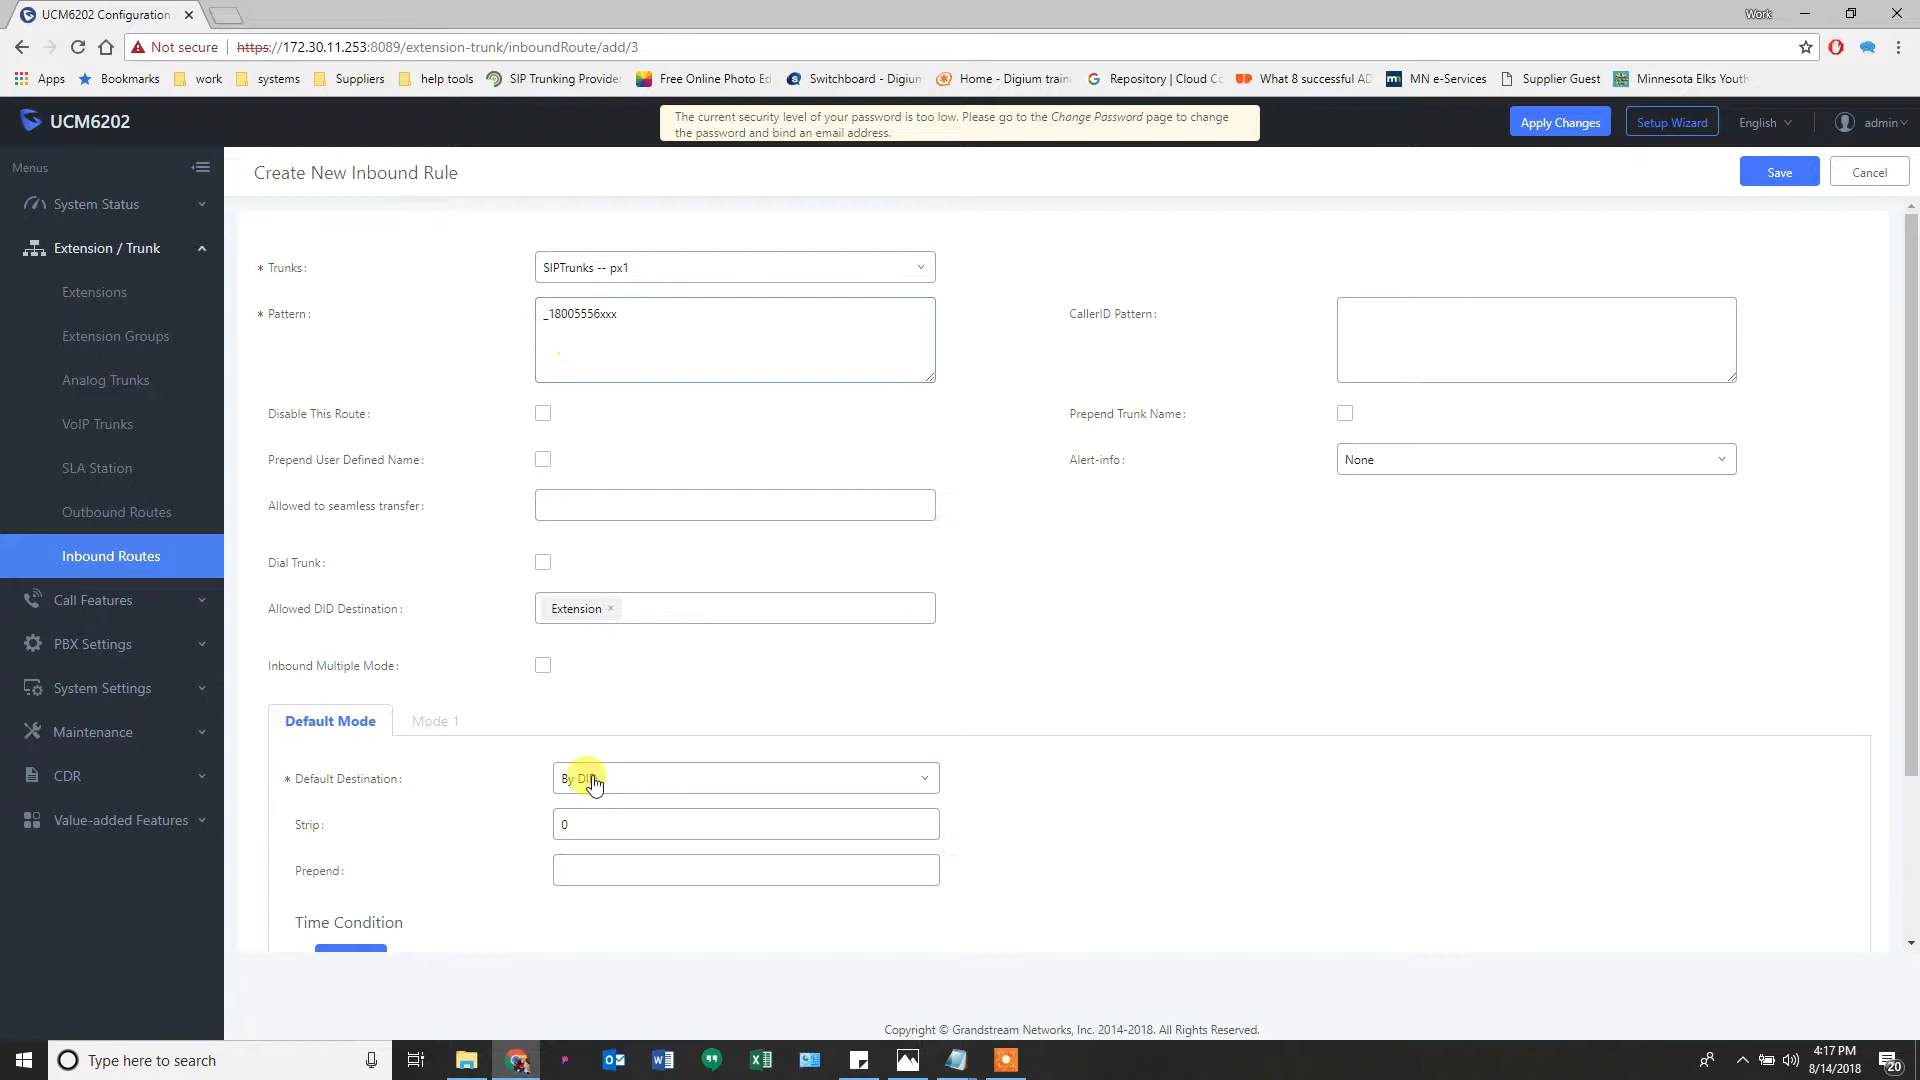 UCM6202 Configuration
Work
Not secure
https://172.30.11.253:8089/extension-trunk/inboundRoute/add/3
Apps
Bookmarks
work
systems
Suppliers
help tools
SIP Trunking Provide
Free Online Photo Ed
Switchboard - Digiun
Home - Digium train
Repository | Cloud Cc
What 8 successful AD
MN e-Services
Supplier Guest
Minnesota Elks Youth
UCM6202
The current security level of your password is too low. Please go to the Change Password page to change
the password and bind an email address.
Apply Changes
Setup Wizard
English
admin
Menus
System Status
Extension / Trunk
Extensions
Extension Groups
Analog Trunks
VoIP Trunks
SLA Station
Outbound Routes
Inbound Routes
Call Features
PBX Settings
System Settings
Maintenance
CDR
Value-added Features
Create New Inbound Rule
Save
Cancel
* Trunks:
SIPTrunks -- px1
* Pattern:
_18005556xxx
CallerID Pattern:
Disable This Route:
Prepend Trunk Name:
Prepend User Defined Name:
Alert-info:
None
Allowed to seamless transfer:
Dial Trunk:
Allowed DID Destination:
Extension ×
Inbound Multiple Mode:
Default Mode
Mode 1
* Default Destination:
By DID
Strip:
0
Prepend:
Time Condition
Copyright © Grandstream Networks, Inc. 2014-2018. All Rights Reserved.
Type here to search
4:17 PM
8/14/2018
20